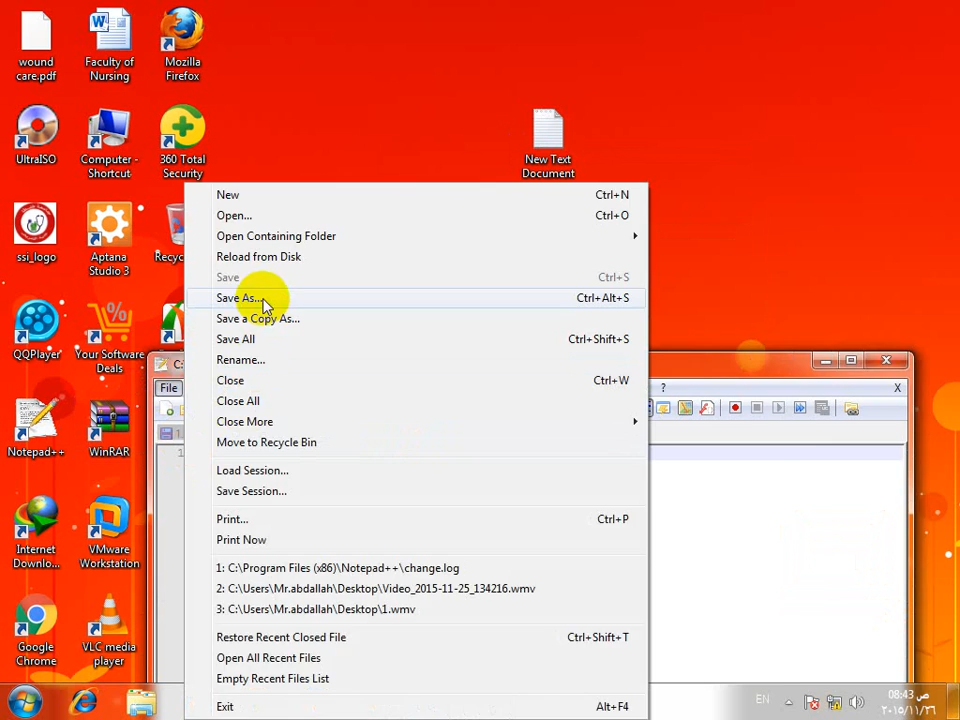 wound
care.pdf
Faculty of
Nursing
Mozilla
Firefox
UltraISO
Computer -
Shortcut
360 Total
Security
New Text
Document
ssi_logo
Aptana
Studio 3
Recyc
QQPlayer
Your Software
Deals
Notepad++
WinRAR
Internet
Downlo...
VMware
Workstation
Google
Chrome
VLC media
player
New Ctrl+N
Open... Ctrl+O
Open Containing Folder
Reload from Disk
Save Ctrl+S
Save As... Ctrl+Alt+S
Save a Copy As...
Save All Ctrl+Shift+S
Rename...
Close Ctrl+W
Close All
Close More
Move to Recycle Bin
Load Session...
Save Session...
Print... Ctrl+P
Print Now
1: C:\Program Files (x86)\Notepad++\change.log
2: C:\Users\Mr.abdallah\Desktop\Video_2015-11-25_134216.wmv
3: C:\Users\Mr.abdallah\Desktop\1.wmv
Restore Recent Closed File Ctrl+Shift+T
Open All Recent Files
Empty Recent Files List
Exit Alt+F4
C:
File ? X
1
EN
08:43 ص
٢٠١٥/١١/٢٦